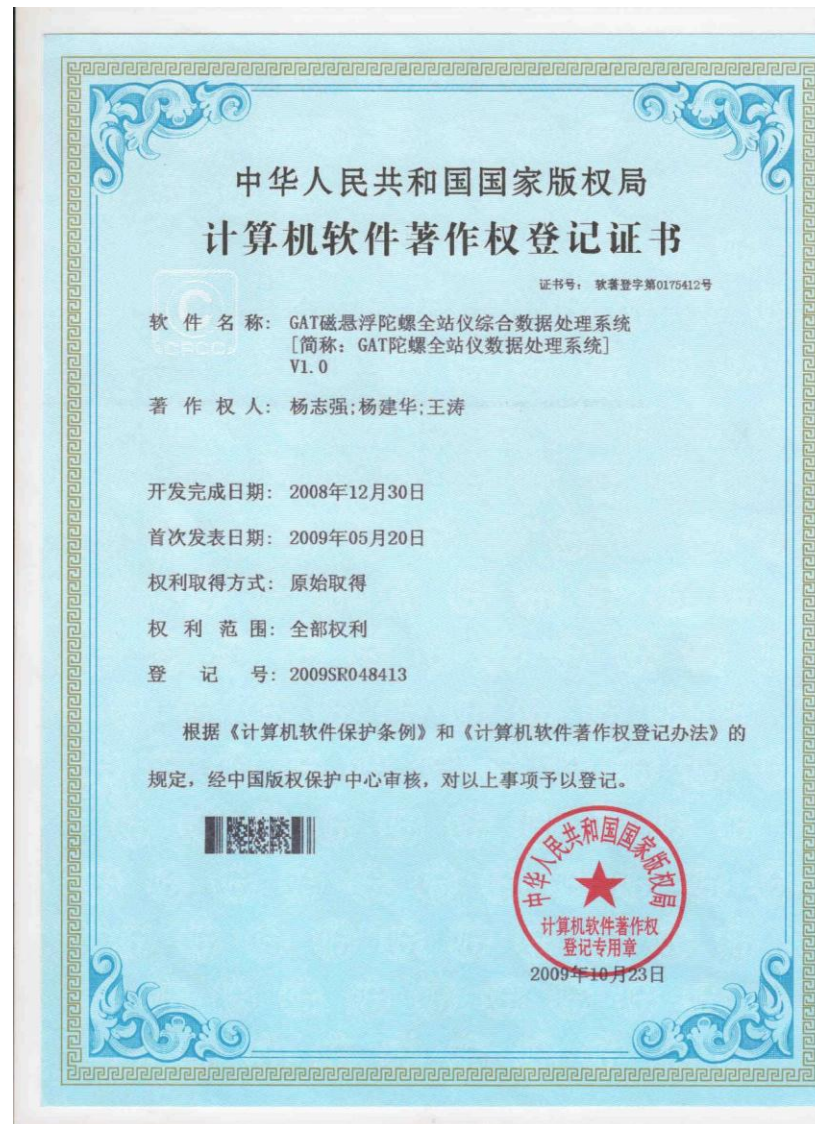 中华人民共和国国家版权局
计算机软件著作权登记证书
证书号： 软著登字第0175412号
CPCC
软件名称： GAT磁悬浮陀螺全站仪综合数据处理系统
[简称：GAT陀螺全站仪数据处理系统]
V1.0
著作权人： 杨志强;杨建华;王涛
开发完成日期： 2008年12月30日
首次发表日期： 2009年05月20日
权利取得方式： 原始取得
权利范围： 全部权利
登记号： 2009SR048413
根据《计算机软件保护条例》和《计算机软件著作权登记办法》的
规定，经中国版权保护中心审核，对以上事项予以登记。
中华人民共和国国家版权局
计算机软件著作权
登记专用章
2009年10月23日